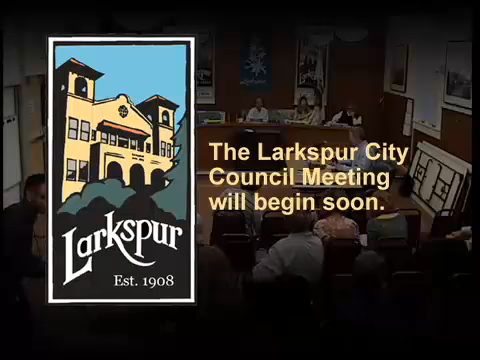 Larkspur
Est. 1908
The Larkspur City
Council Meeting
will begin soon.